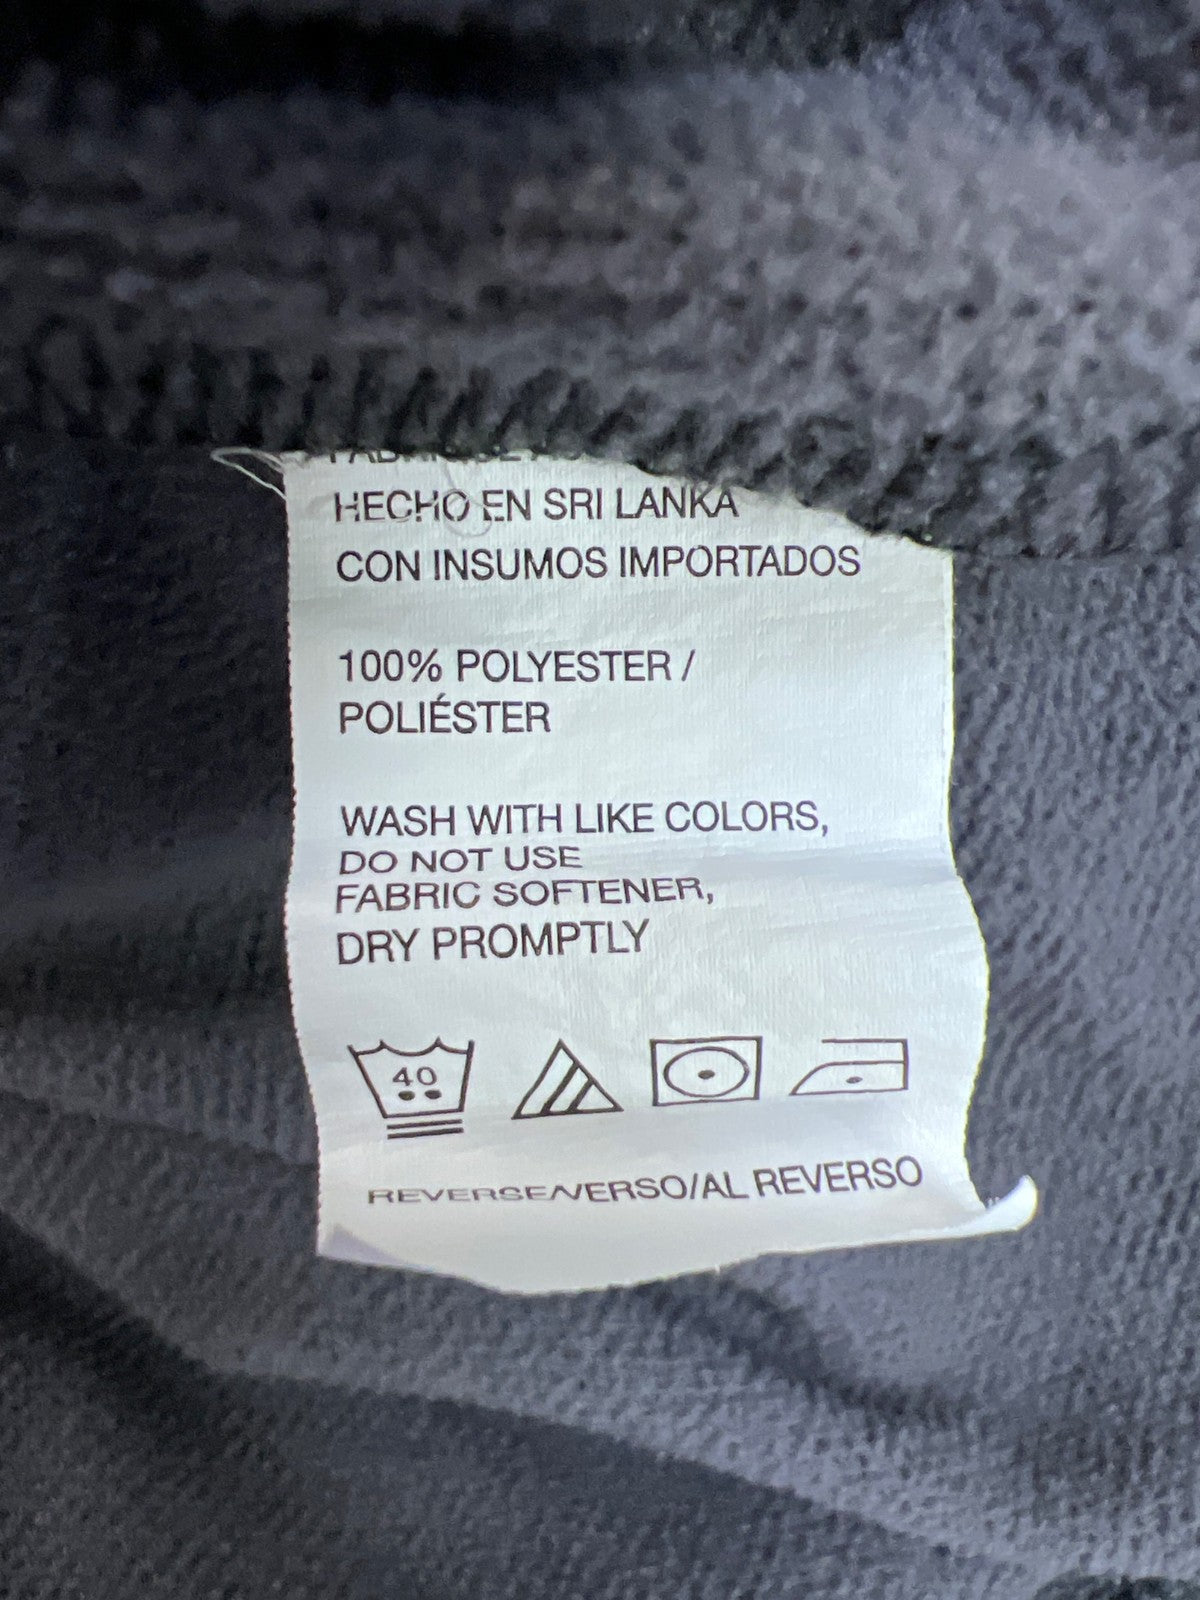 HECHO EN SRI LANKA
CON INSUMOS IMPORTADOS
100% POLYESTER /
POLIÉSTER
WASH WITH LIKE COLORS,
DO NOT USE
FABRIC SOFTENER,
DRY PROMPTLY
40
REVERSE/VERSO/AL REVERSO